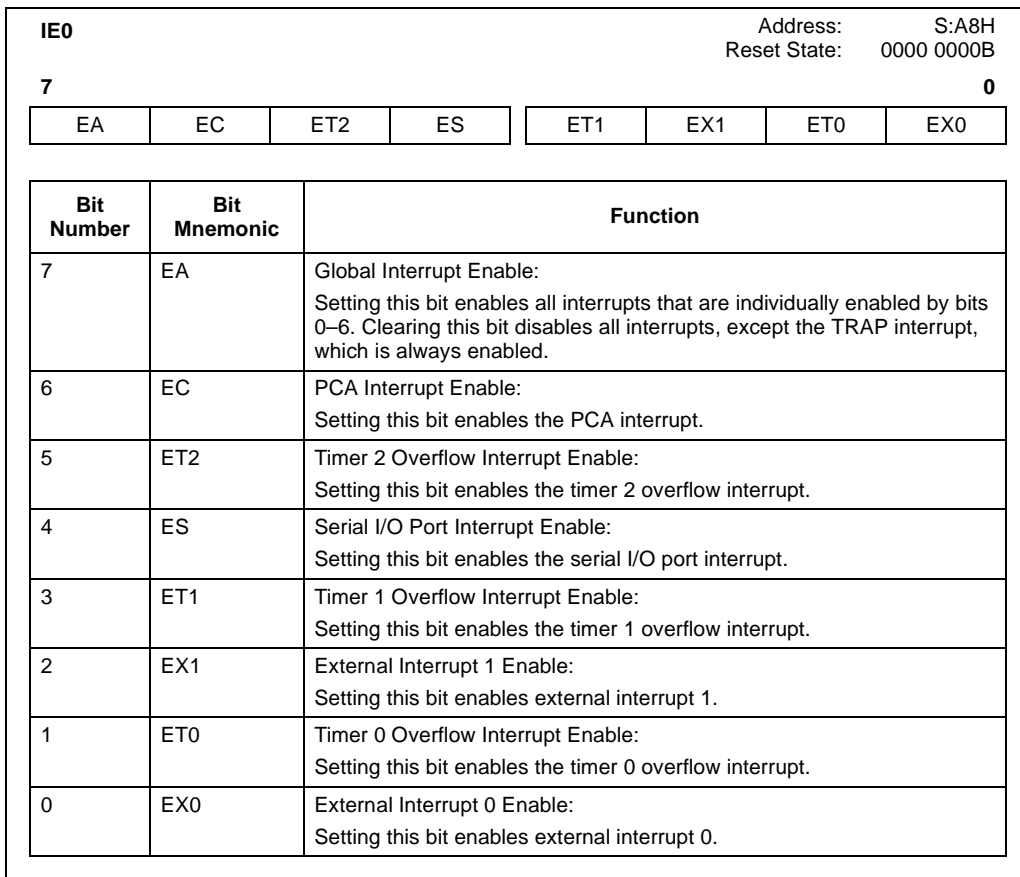 IE0 Address: S:A8H
Reset State: 0000 0000B
7 0
EA EC ET2 ES ET1 EX1 ET0 EX0
Bit Number Bit Mnemonic Function
7 EA Global Interrupt Enable:
Setting this bit enables all interrupts that are individually enabled by bits
0–6. Clearing this bit disables all interrupts, except the TRAP interrupt,
which is always enabled.
6 EC PCA Interrupt Enable:
Setting this bit enables the PCA interrupt.
5 ET2 Timer 2 Overflow Interrupt Enable:
Setting this bit enables the timer 2 overflow interrupt.
4 ES Serial I/O Port Interrupt Enable:
Setting this bit enables the serial I/O port interrupt.
3 ET1 Timer 1 Overflow Interrupt Enable:
Setting this bit enables the timer 1 overflow interrupt.
2 EX1 External Interrupt 1 Enable:
Setting this bit enables external interrupt 1.
1 ET0 Timer 0 Overflow Interrupt Enable:
Setting this bit enables the timer 0 overflow interrupt.
0 EX0 External Interrupt 0 Enable:
Setting this bit enables external interrupt 0.